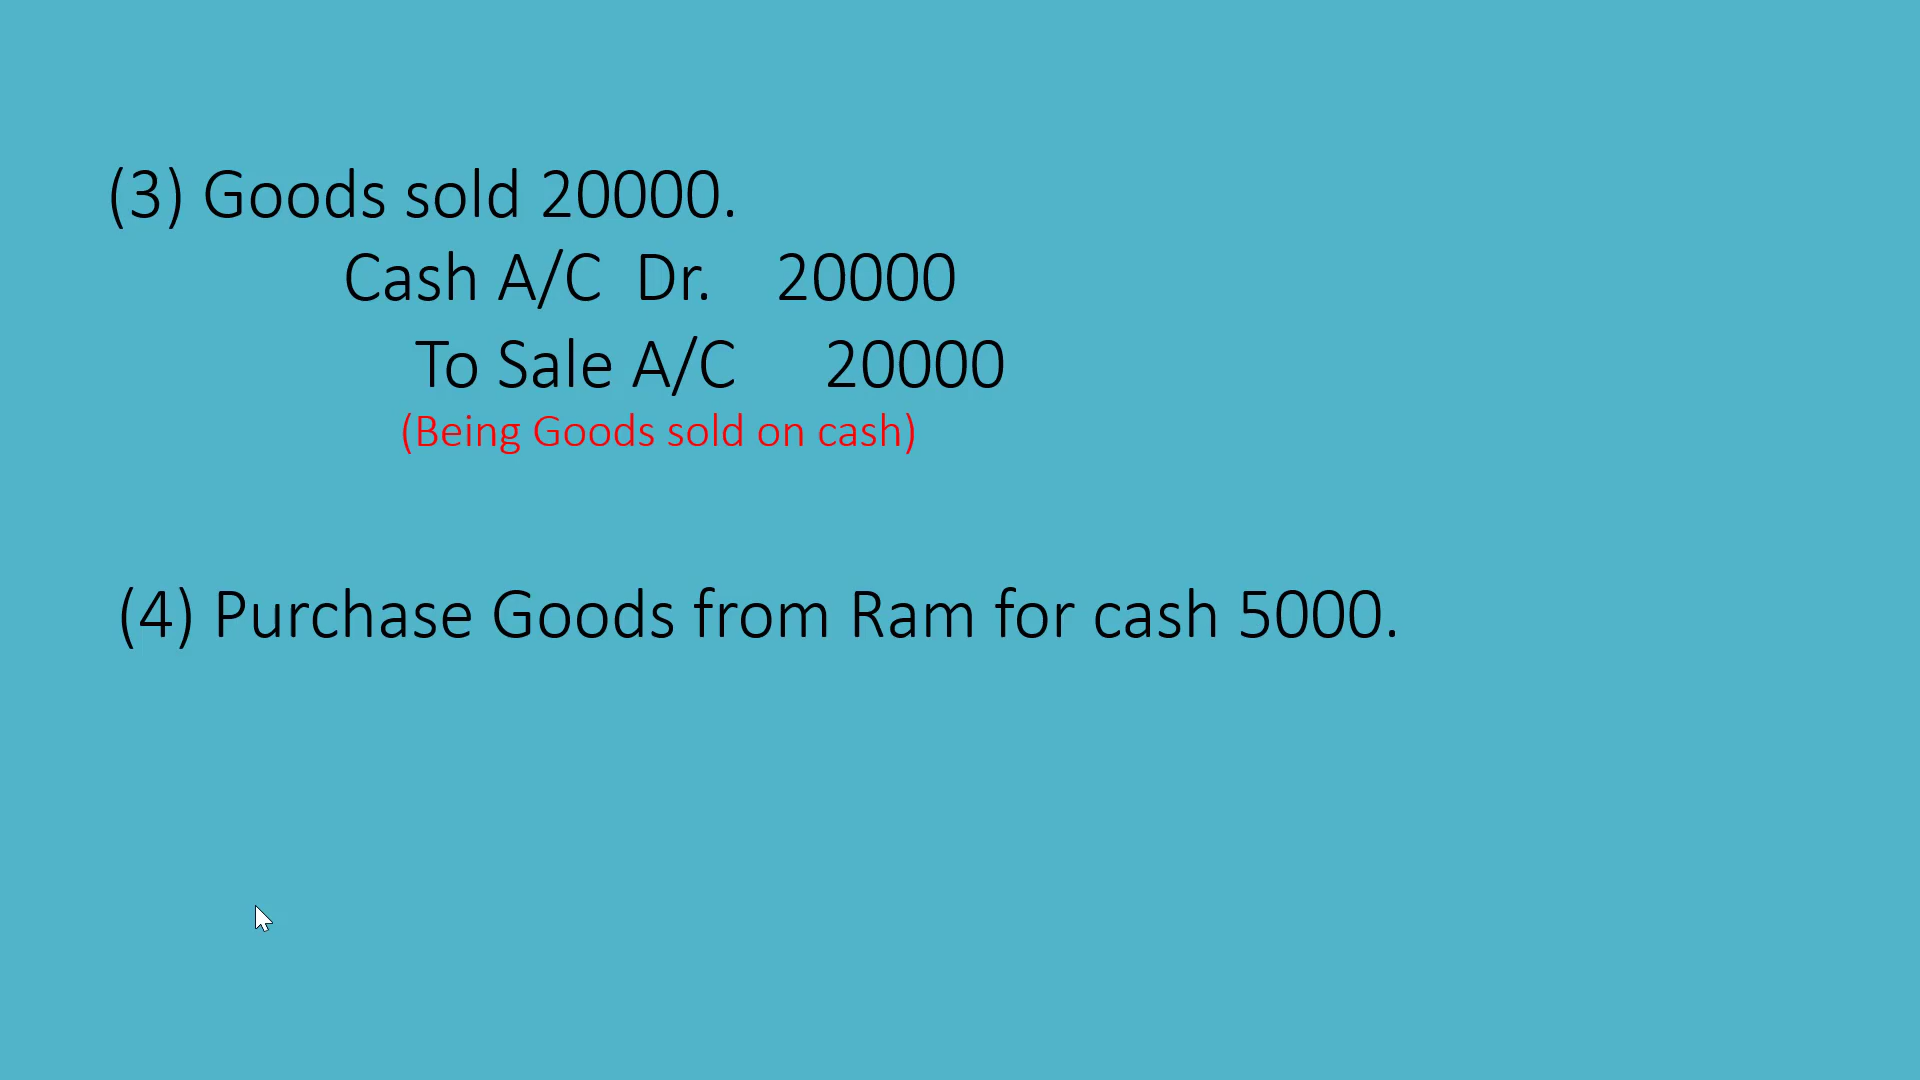 (3) Goods sold 20000.
Cash A/C Dr. 20000
To Sale A/C 20000
(Being Goods sold on cash)
(4) Purchase Goods from Ram for cash 5000.